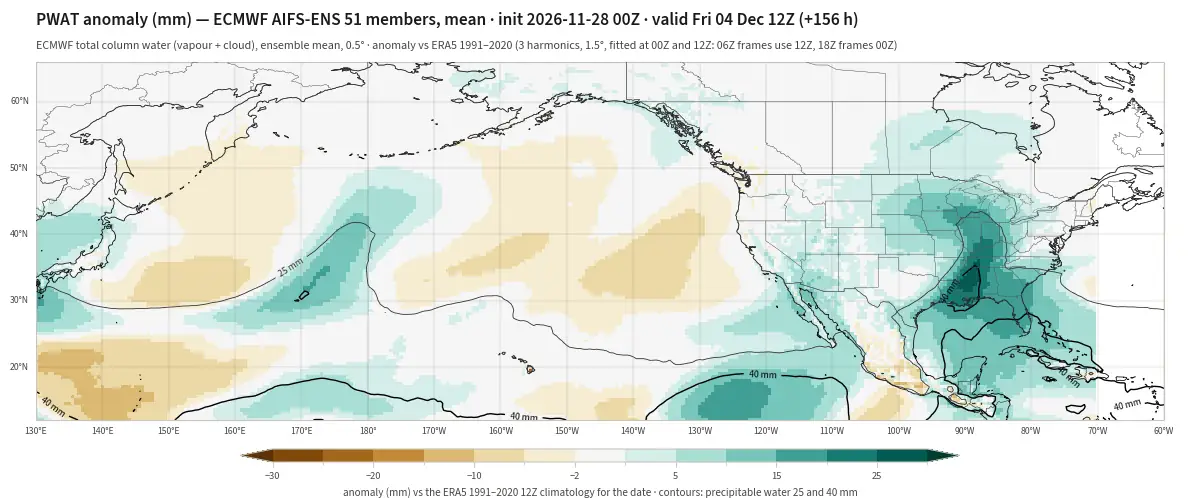 PWAT anomaly (mm) — ECMWF AIFS-ENS 51 members, mean · init 2026-11-28 00Z · valid Fri 04 Dec 12Z (+156 h)
ECMWF total column water (vapour + cloud), ensemble mean, 0.5° · anomaly vs ERA5 1991–2020 (3 harmonics, 1.5°, fitted at 00Z and 12Z: 06Z frames use 12Z, 18Z frames 00Z)
60°N
50°N
40°N
30°N
20°N
25 mm
40 mm
40 mm
40 mm
40 mm
130°E 140°E 150°E 160°E 170°E 180° 170°W 160°W 150°W 140°W 130°W 120°W 110°W 100°W 90°W 80°W 70°W 60°W
−30 −20 −10 −2 5 15 25
anomaly (mm) vs the ERA5 1991–2020 12Z climatology for the date · contours: precipitable water 25 and 40 mm